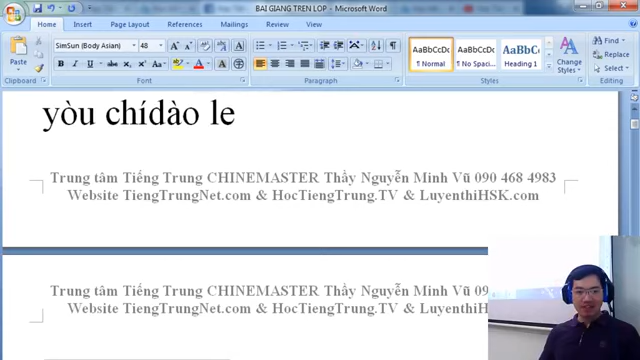 BAI GIANG TREN LOP - Microsoft Word
Home Insert Page Layout References Mailings Review View
Paste
Clipboard
SimSun (Body Asian) 48
Font
Paragraph
AaBbCcDc AaBbCcDc AaBbCc
¶ Normal ¶ No Spaci... Heading 1
Change Styles
Styles
Find
Replace
Select
Editing
yòu chídào le
Trung tâm Tiếng Trung CHINEMASTER Thầy Nguyễn Minh Vũ 090 468 4983
Website TiengTrungNet.com & HocTiengTrung.TV & LuyenthiHSK.com
Trung tâm Tiếng Trung CHINEMASTER Thầy Nguyễn Minh Vũ 09
Website TiengTrungNet.com & HocTiengTrung.TV & Luyenthi